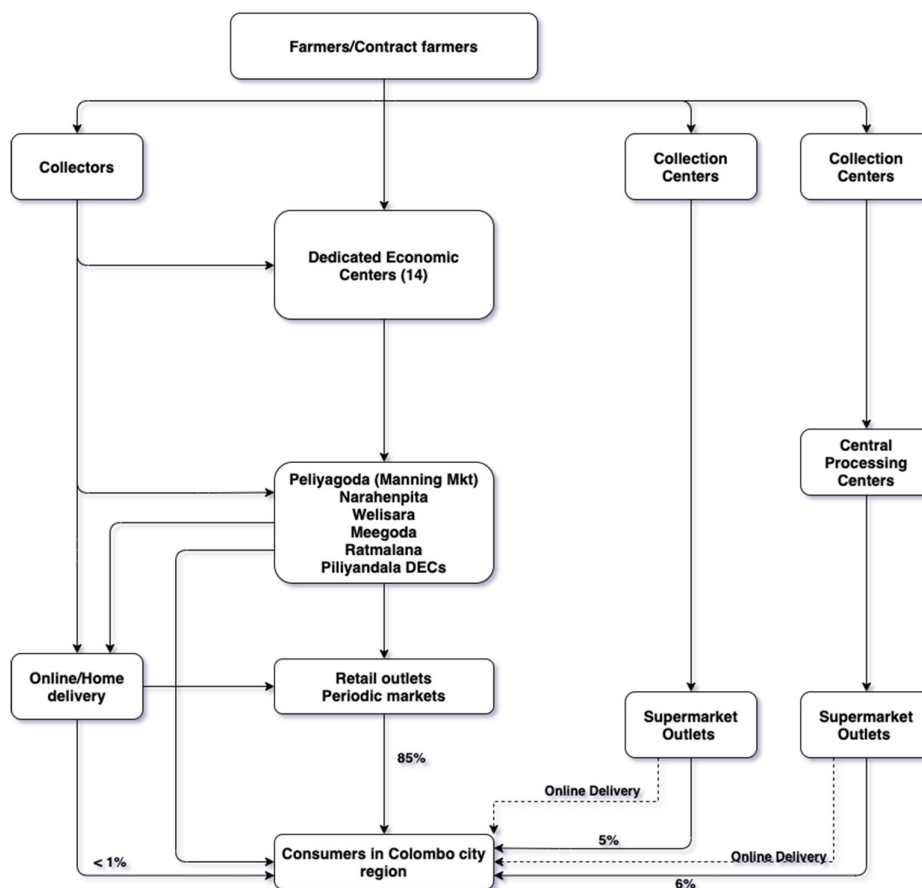 Farmers/Contract farmers
Collectors
Collection
Centers
Collection
Centers
Dedicated Economic
Centers (14)
Central
Processing
Centers
Peliyagoda (Manning Mkt)
Narahenpita
Welisara
Meegoda
Ratmalana
Piliyandala DECs
Online/Home
delivery
Retail outlets
Periodic markets
Supermarket
Outlets
Supermarket
Outlets
85%
Online Delivery
5%
Online Delivery
< 1%
Consumers in Colombo city
region
6%